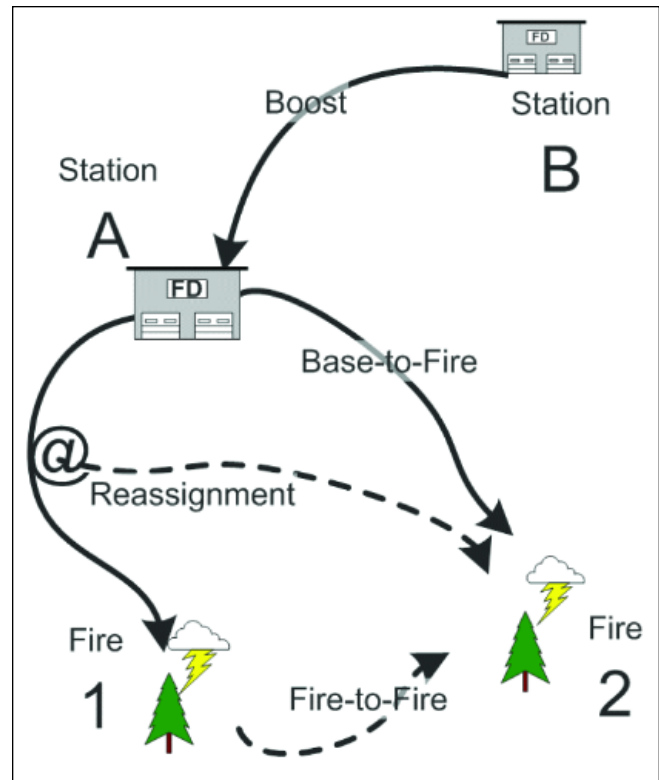 FD
Boost
Station
B
Station
A
FD
Base-to-Fire
@
Reassignment
Fire
1
Fire-to-Fire
Fire
2